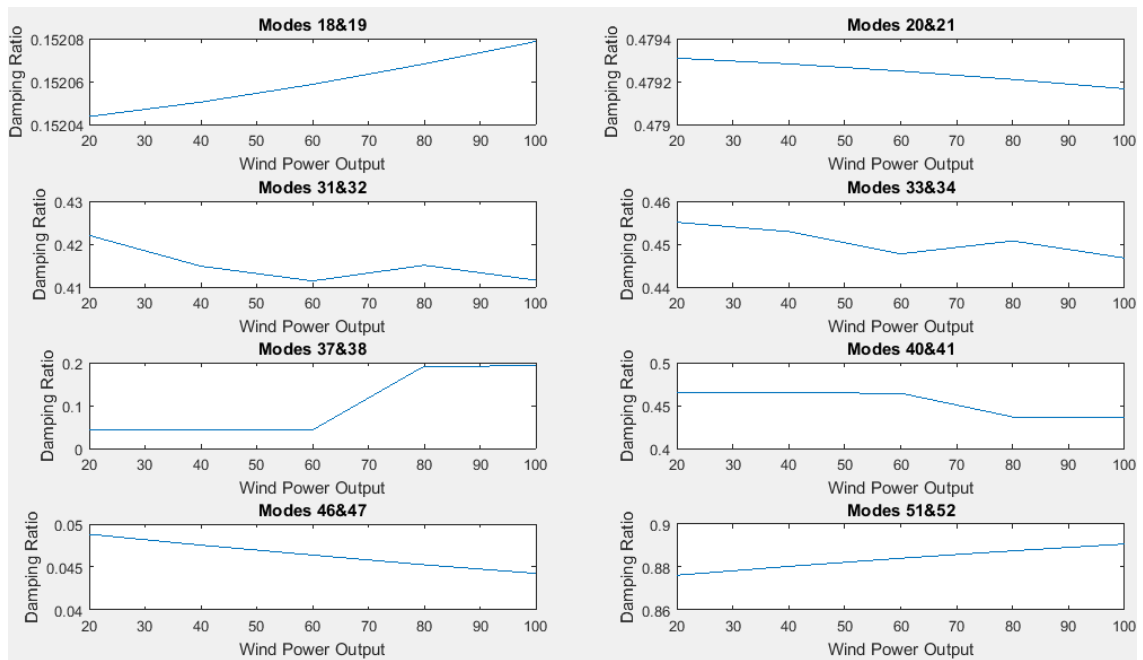 Modes 18&19
Damping Ratio
0.15208
0.15206
0.15204
20 30 40 50 60 70 80 90 100
Wind Power Output
Modes 20&21
Damping Ratio
0.4794
0.4792
0.479
20 30 40 50 60 70 80 90 100
Wind Power Output
Modes 31&32
Damping Ratio
0.43
0.42
0.41
20 30 40 50 60 70 80 90 100
Wind Power Output
Modes 33&34
Damping Ratio
0.46
0.45
0.44
20 30 40 50 60 70 80 90 100
Wind Power Output
Modes 37&38
Damping Ratio
0.2
0.1
0
20 30 40 50 60 70 80 90 100
Wind Power Output
Modes 40&41
Damping Ratio
0.5
0.45
0.4
20 30 40 50 60 70 80 90 100
Wind Power Output
Modes 46&47
Damping Ratio
0.05
0.045
0.04
20 30 40 50 60 70 80 90 100
Wind Power Output
Modes 51&52
Damping Ratio
0.9
0.88
0.86
20 30 40 50 60 70 80 90 100
Wind Power Output